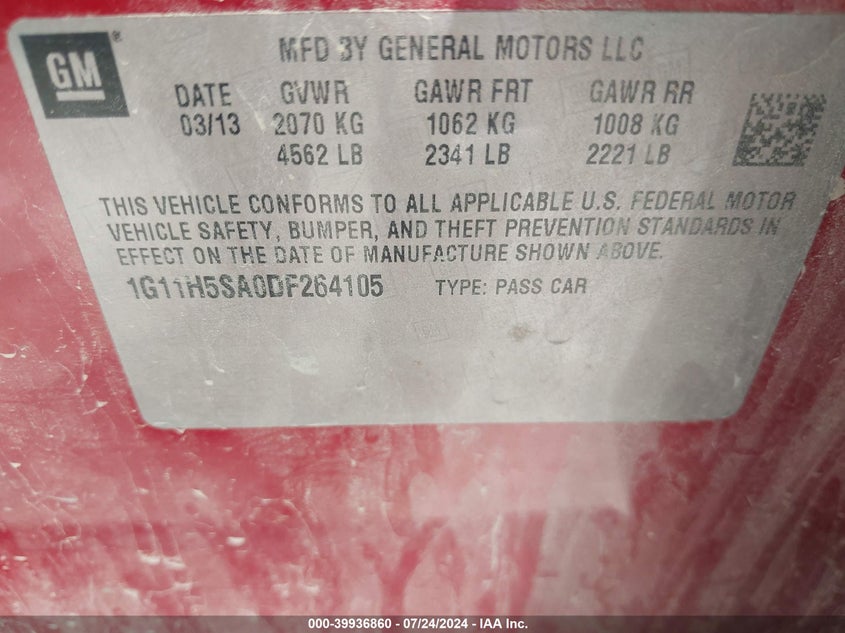 GM®
MFD BY GENERAL MOTORS LLC
DATE GVWR GAWR FRT GAWR RR
03/13 2070 KG 1062 KG 1008 KG
4562 LB 2341 LB 2221 LB
THIS VEHICLE CONFORMS TO ALL APPLICABLE U.S. FEDERAL MOTOR
VEHICLE SAFETY, BUMPER, AND THEFT PREVENTION STANDARDS IN
EFFECT ON THE DATE OF MANUFACTURE SHOWN ABOVE.
1G11H5SA0DF264105 TYPE: PASS CAR
000-39936860 - 07/24/2024 - IAA Inc.